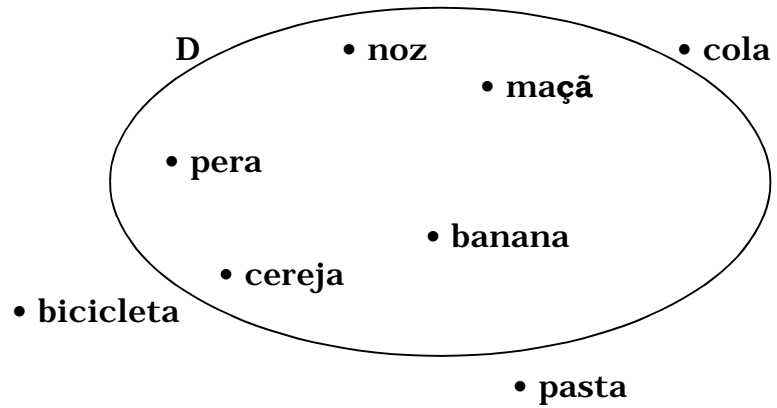 D • noz • cola
• maçã
• pera
• banana
• cereja
• bicicleta
• pasta